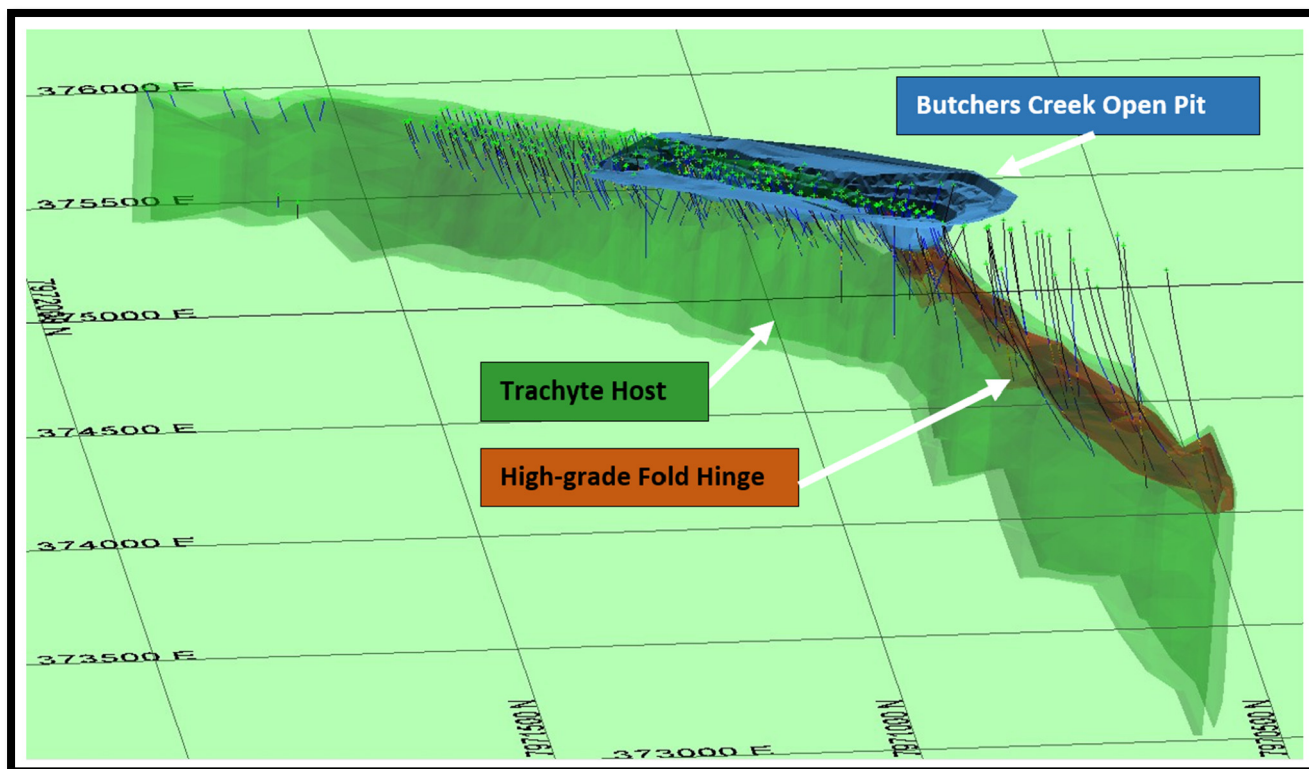 376000 E
Butchers Creek Open Pit
375500 E
375000 E
Trachyte Host
374500 E
High-grade Fold Hinge
374000 E
373500 E
373000 E